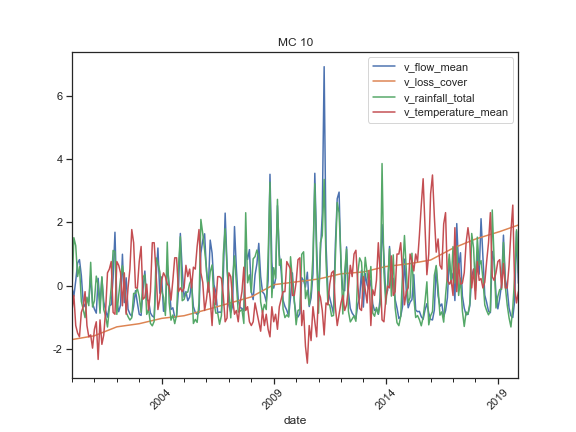 MC 10
v_flow_mean
v_loss_cover
v_rainfall_total
v_temperature_mean
6
4
2
0
-2
2004
2009
2014
2019
date